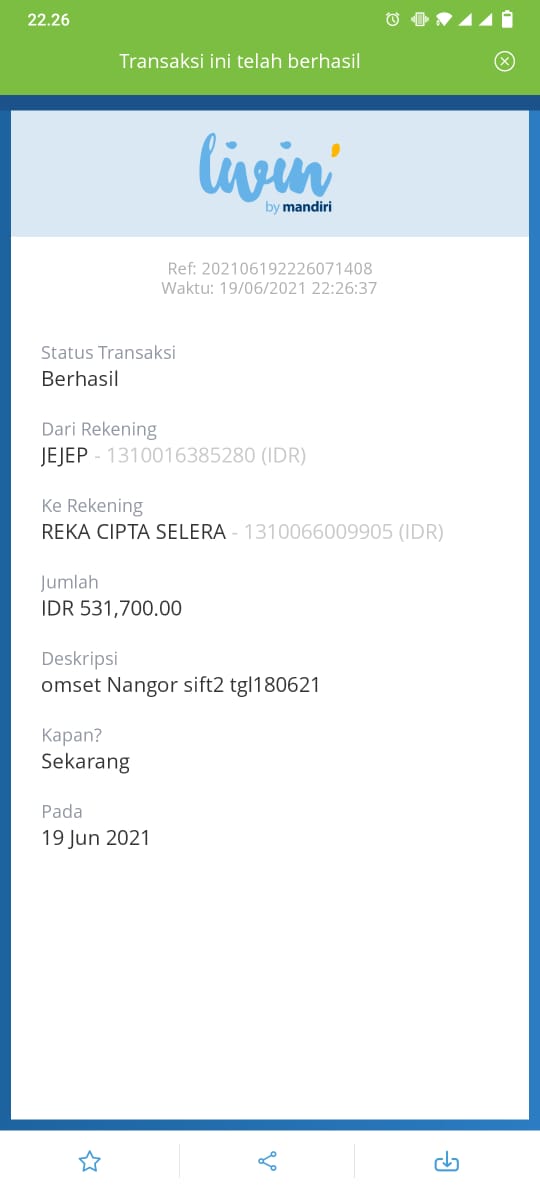 22.26
Transaksi ini telah berhasil
livin'
by mandiri
Ref: 202106192226071408
Waktu: 19/06/2021 22:26:37
Status Transaksi
Berhasil
Dari Rekening
JEJEP - 1310016385280 (IDR)
Ke Rekening
REKA CIPTA SELERA - 1310066009905 (IDR)
Jumlah
IDR 531,700.00
Deskripsi
omset Nangor sift2 tgl180621
Kapan?
Sekarang
Pada
19 Jun 2021